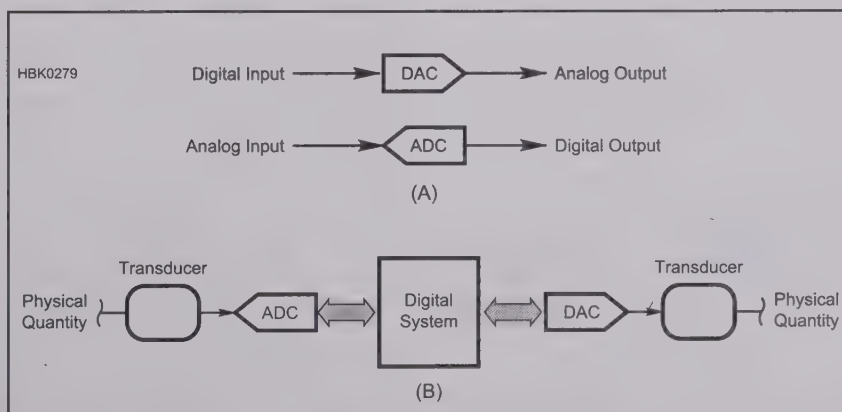 HBK0279
Digital Input DAC Analog Output
Analog Input ADC Digital Output
(A)
Transducer Transducer
Physical Quantity ADC Digital System DAC Physical Quantity
(B)